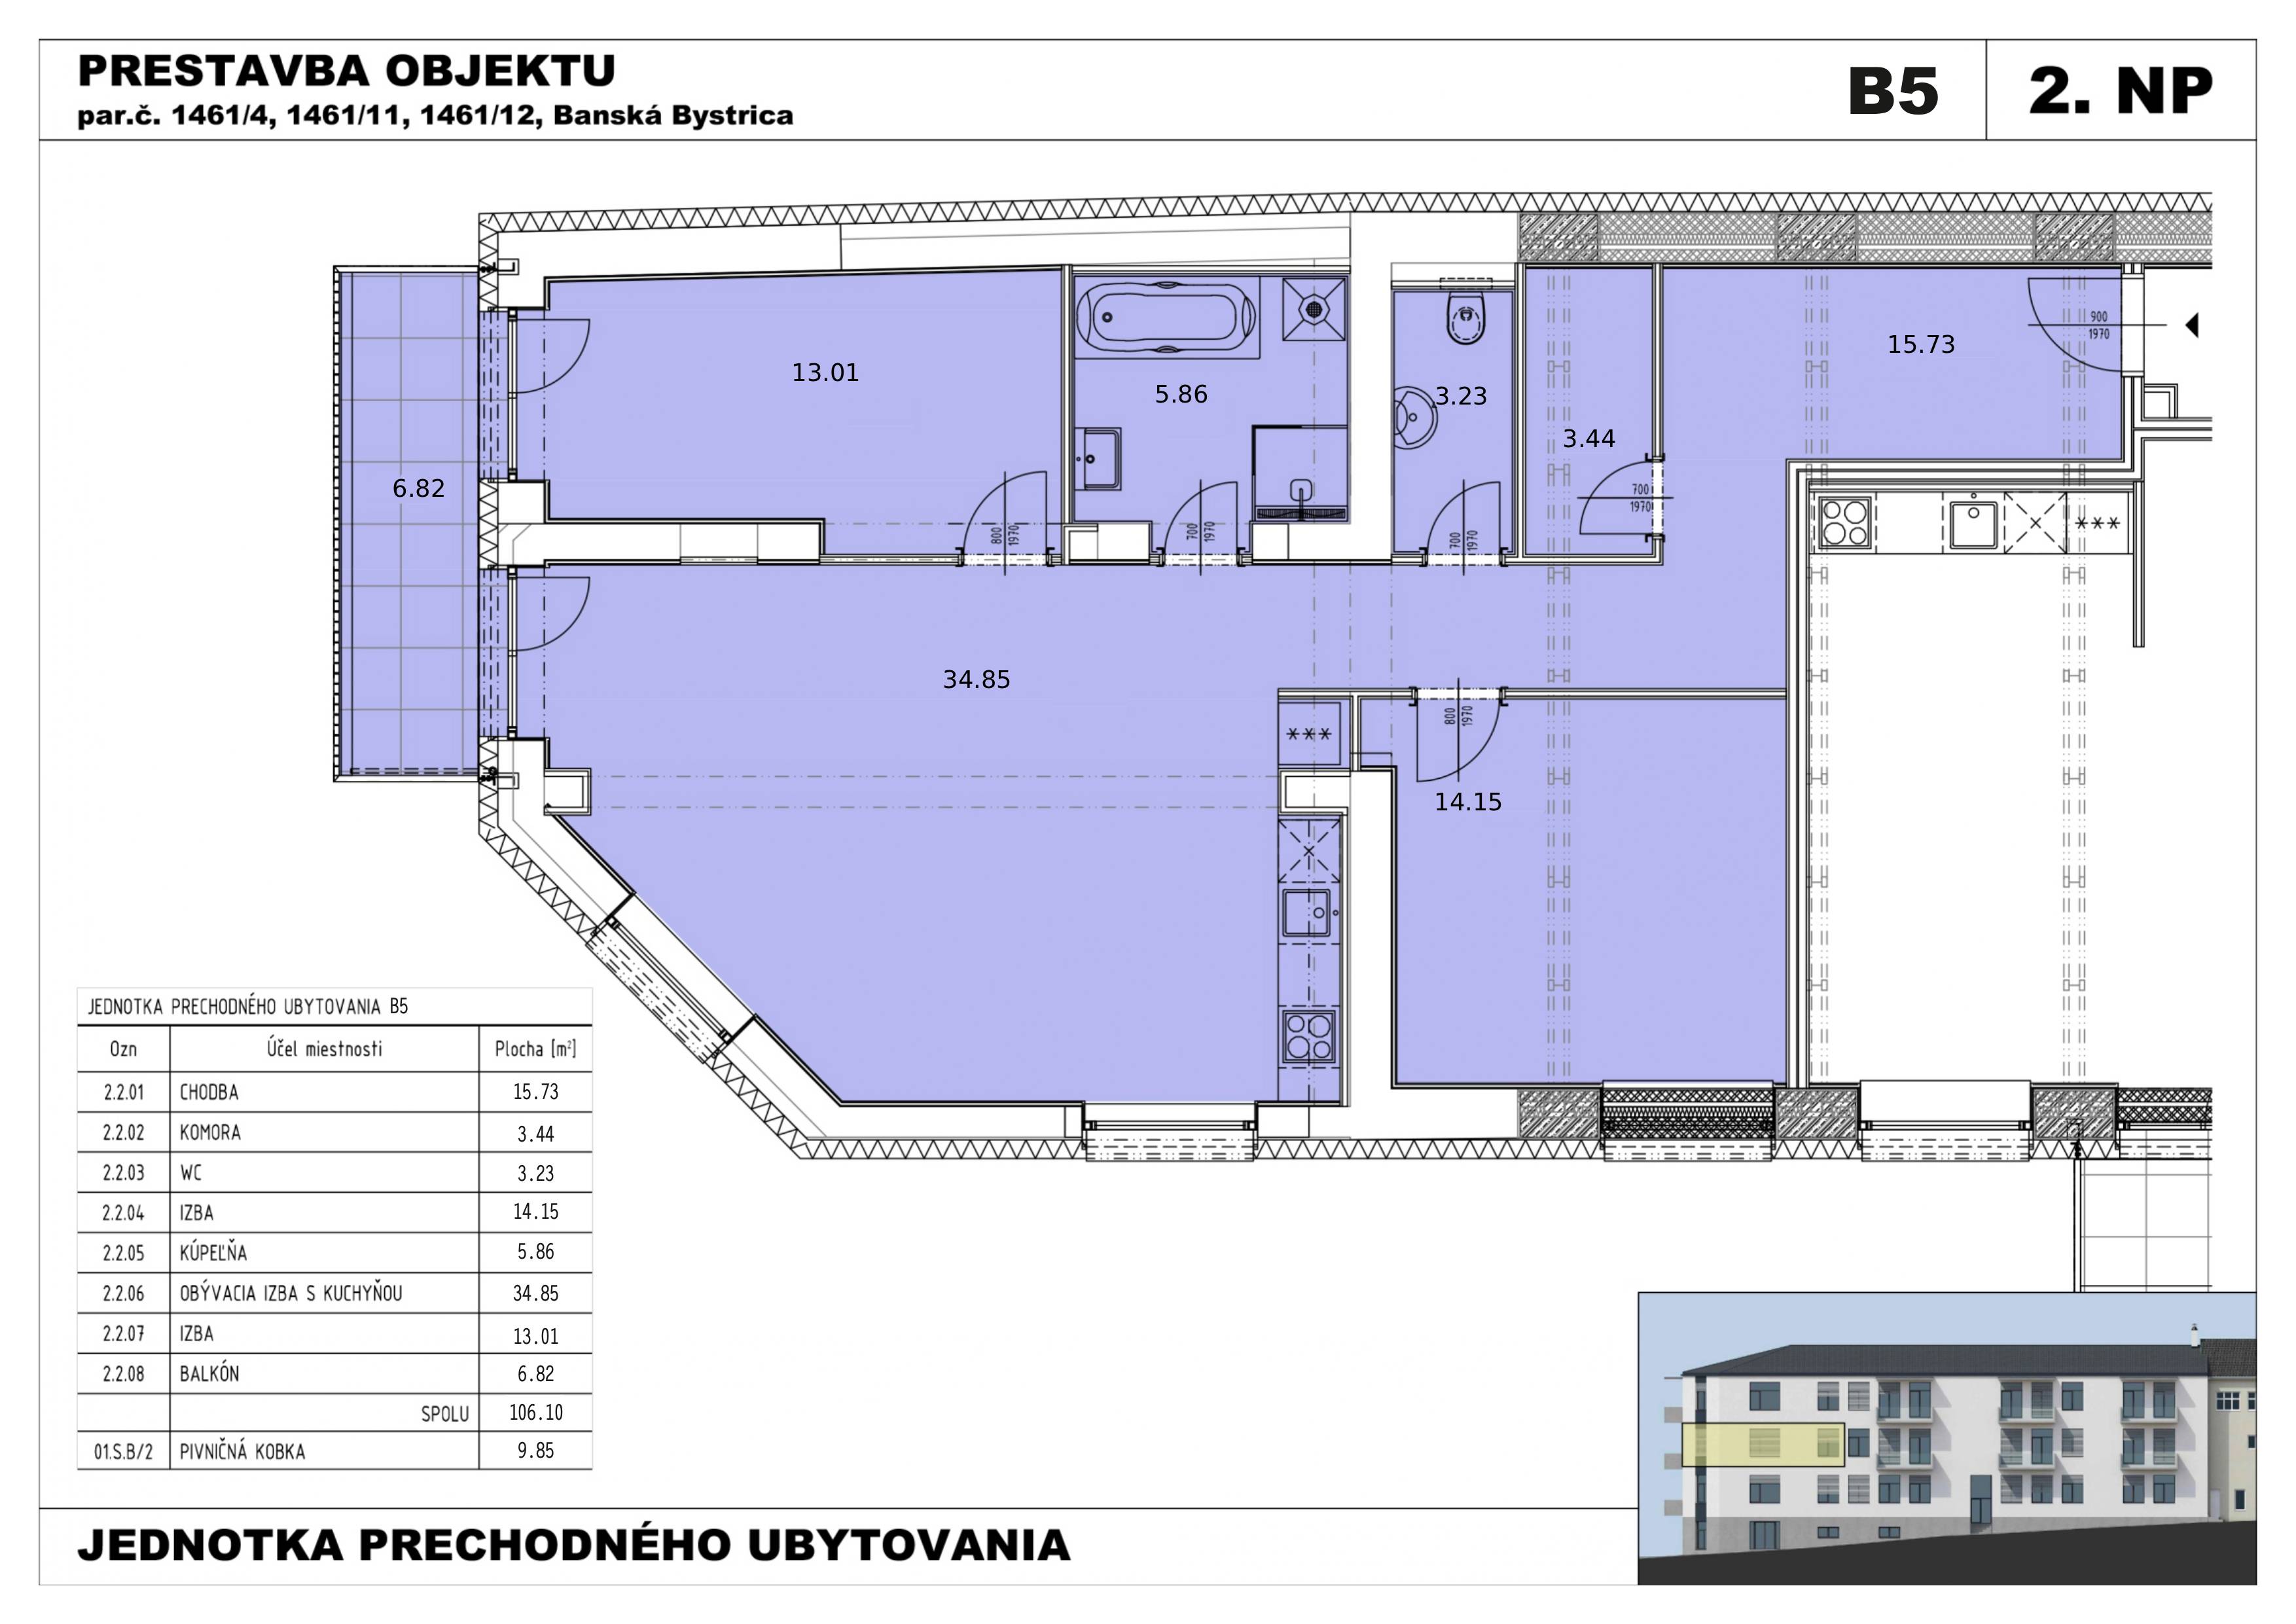 PRESTAVBA OBJEKTU
par.č. 1461/4, 1461/11, 1461/12, Banská Bystrica
B5
2. NP
13.01
5.86
3.23
3.44
15.73
900
1970
6.82
700
1970
800
1970
700
1970
700
1970
***
34.85
800
1970
***
14.15
JEDNOTKA PRECHODNÉHO UBYTOVANIA B5
Ozn Účel miestnosti Plocha [m²]
2.2.01 CHODBA 15.73
2.2.02 KOMORA 3.44
2.2.03 WC 3.23
2.2.04 IZBA 14.15
2.2.05 KÚPEĽŇA 5.86
2.2.06 OBÝVACIA IZBA S KUCHYŇOU 34.85
2.2.07 IZBA 13.01
2.2.08 BALKÓN 6.82
SPOLU 106.10
01.S.B/2 PIVNIČNÁ KOBKA 9.85
JEDNOTKA PRECHODNÉHO UBYTOVANIA